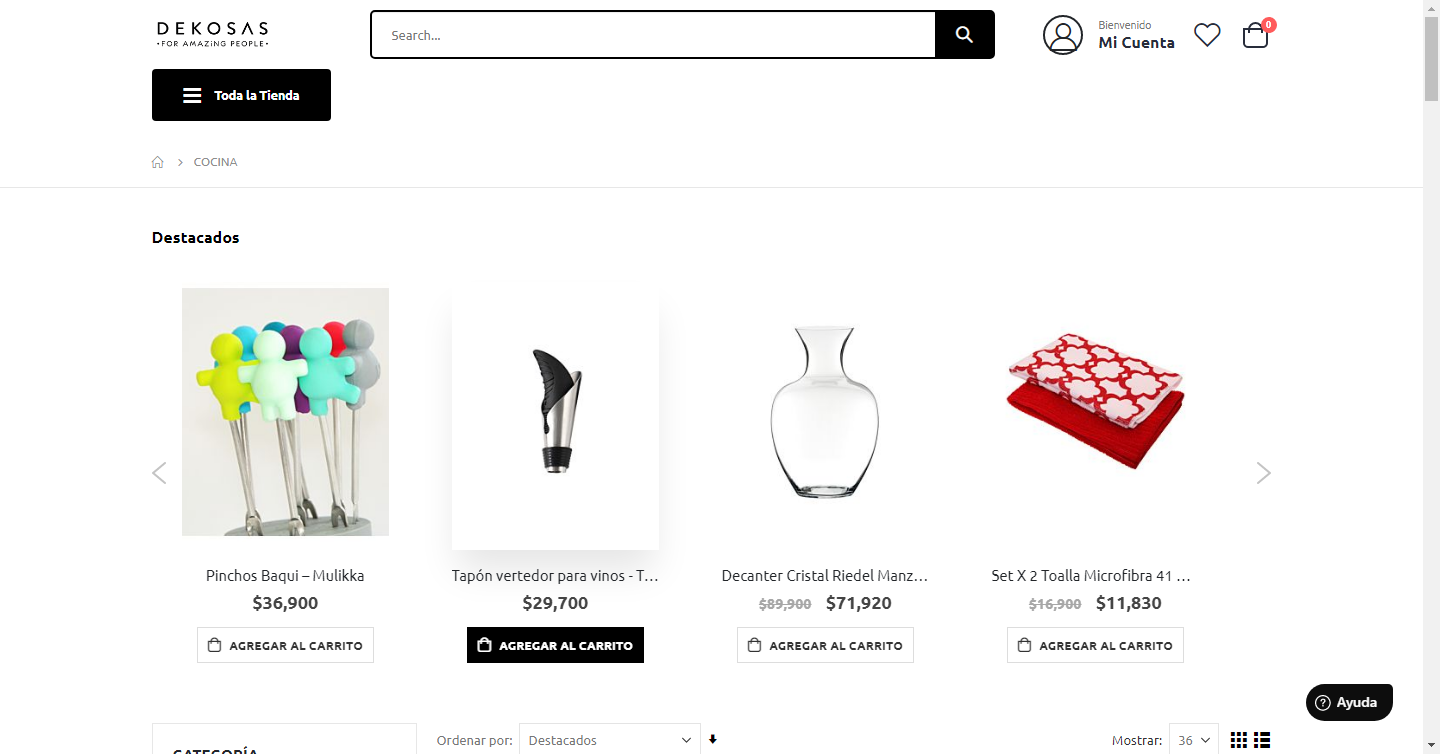 DEKOSAS
•FOR AMAZiNG PEOPLE•
Search...
Bienvenido
Mi Cuenta
0
Toda la Tienda
COCINA
Destacados
Pinchos Baqui – Mulikka
$36,900
AGREGAR AL CARRITO
Tapón vertedor para vinos - T...
$29,700
AGREGAR AL CARRITO
Decanter Cristal Riedel Manz...
$89,900 $71,920
AGREGAR AL CARRITO
Set X 2 Toalla Microfibra 41 ...
$16,900 $11,830
AGREGAR AL CARRITO
Ayuda
CATEGORÍA
Ordenar por: Destacados
Mostrar: 36